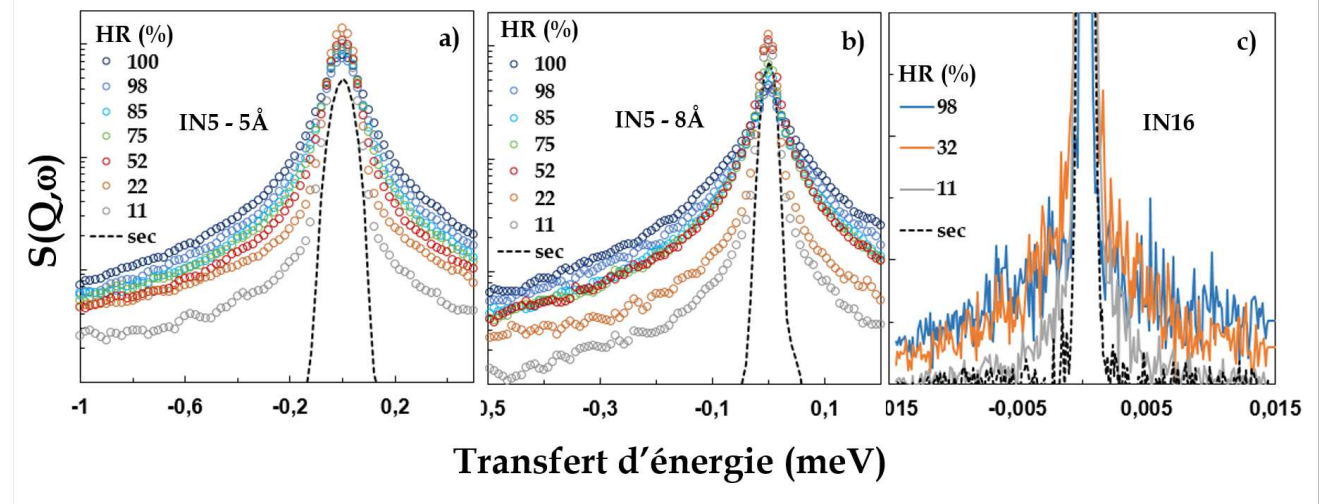 HR (%)
100
98
85
75
52
22
11
sec
IN5 - 5Å
a)
HR (%)
100
98
85
75
52
22
11
sec
IN5 - 8Å
b)
HR (%)
98
32
11
sec
IN16
c)
S(Q,ω)
-1 -0,6 -0,2 0,2
),5 -0,3 -0,1 0,1
015 -0,005 0,005 0,015
Transfert d’énergie (meV)